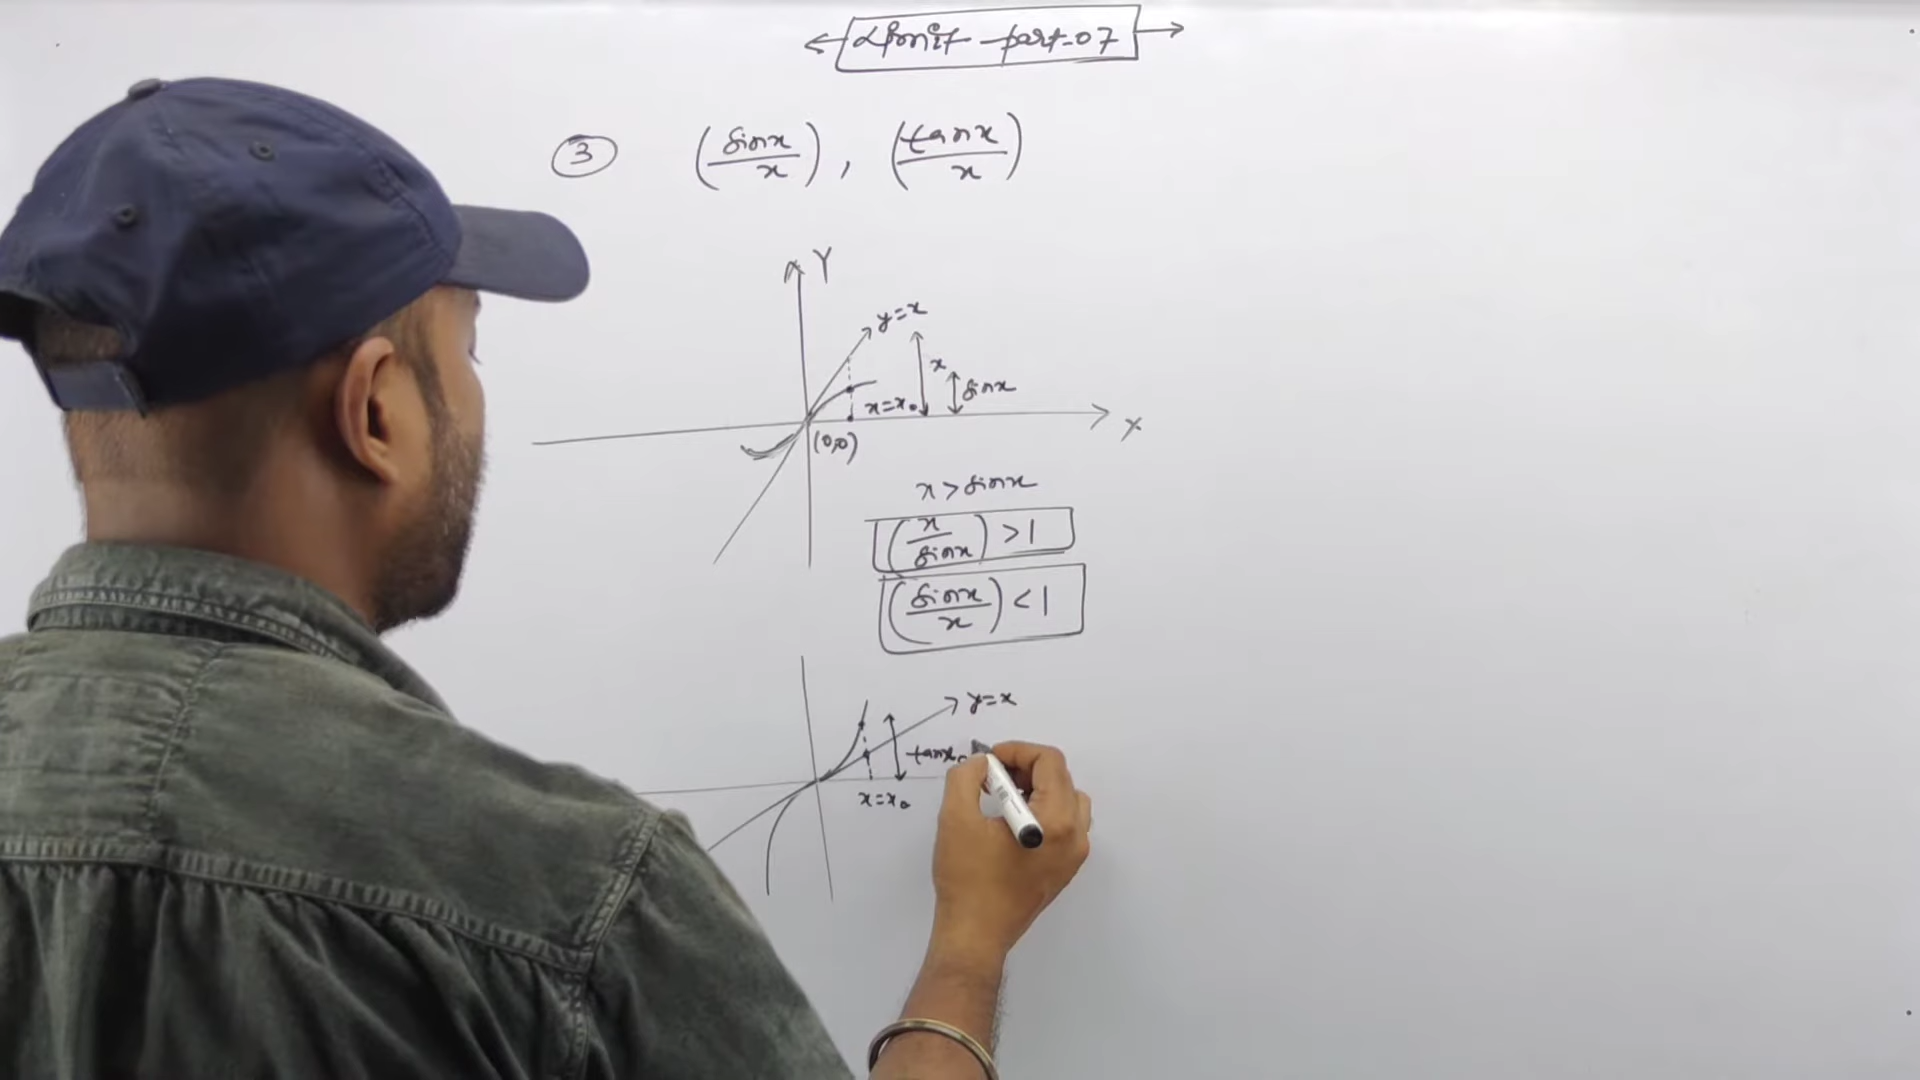 Limit part-07
③ (sinx/x), (tanx/x)
Y
y=x
x
sinx
x=x₀
X
(0,0)
x>sinx
(x/sinx) >1
(sinx/x) <1
y=x
tanx₀
x=x₀